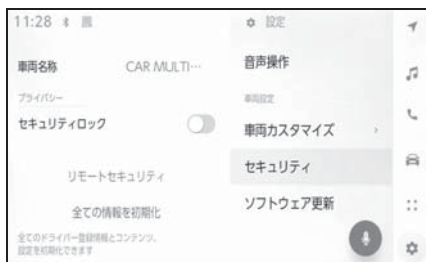 11:28
設定
車両名称 CAR MULTI…
プライバシー
セキュリティロック
リモートセキュリティ
全ての情報を初期化
全てのドライバー登録情報とコンテンツ、
設定を初期化できます
音声操作
車両設定
車両カスタマイズ
セキュリティ
ソフトウェア更新